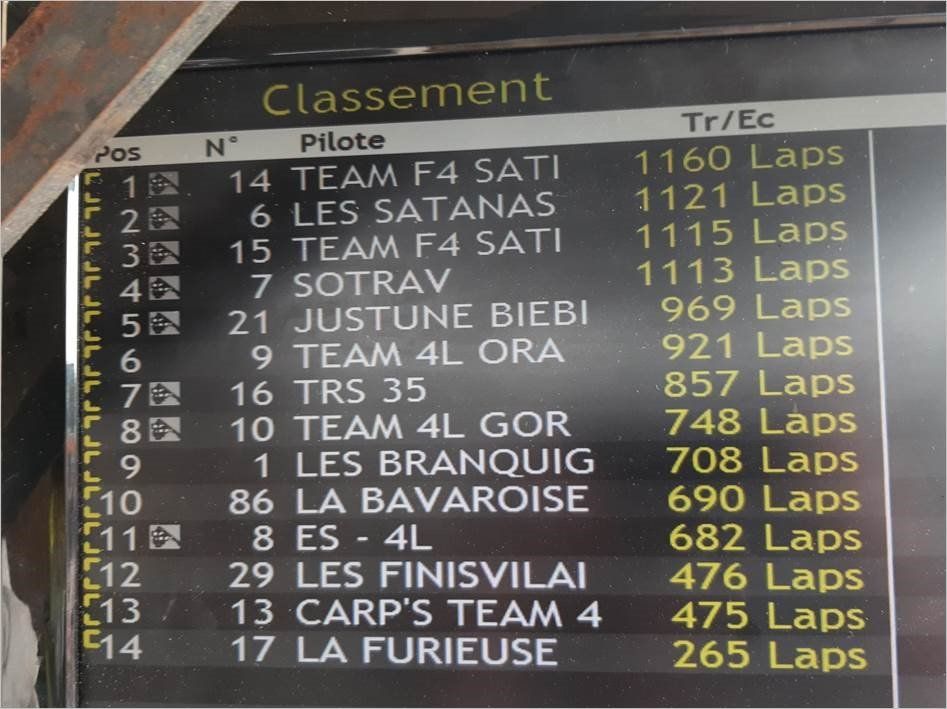 Classement
Pos N° Pilote Tr/Ec
1 14 TEAM F4 SATI 1160 Laps
2 6 LES SATANAS 1121 Laps
3 15 TEAM F4 SATI 1115 Laps
4 7 SOTRAV 1113 Laps
5 21 JUSTUNE BIEBI 969 Laps
6 9 TEAM 4L ORA 921 Laps
7 16 TRS 35 857 Laps
8 10 TEAM 4L GOR 748 Laps
9 1 LES BRANQUIG 708 Laps
10 86 LA BAVAROISE 690 Laps
11 8 ES - 4L 682 Laps
12 29 LES FINISVILAI 476 Laps
13 13 CARP'S TEAM 4 475 Laps
14 17 LA FURIEUSE 265 Laps